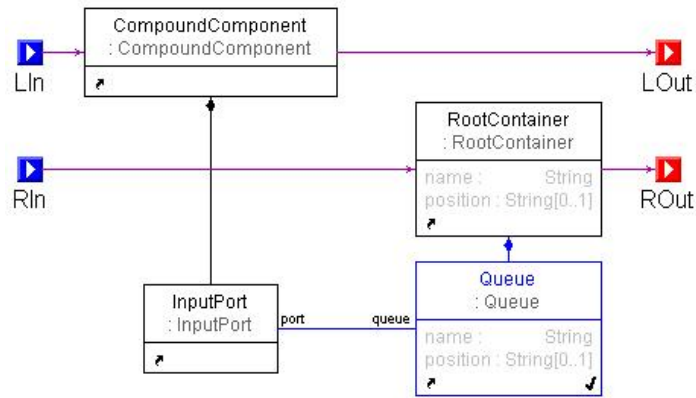 CompoundComponent
: CompoundComponent
LIn
LOut
RootContainer
: RootContainer
name : String
position : String[0..1]
RIn
ROut
InputPort
: InputPort
port
queue
Queue
: Queue
name : String
position : String[0..1]